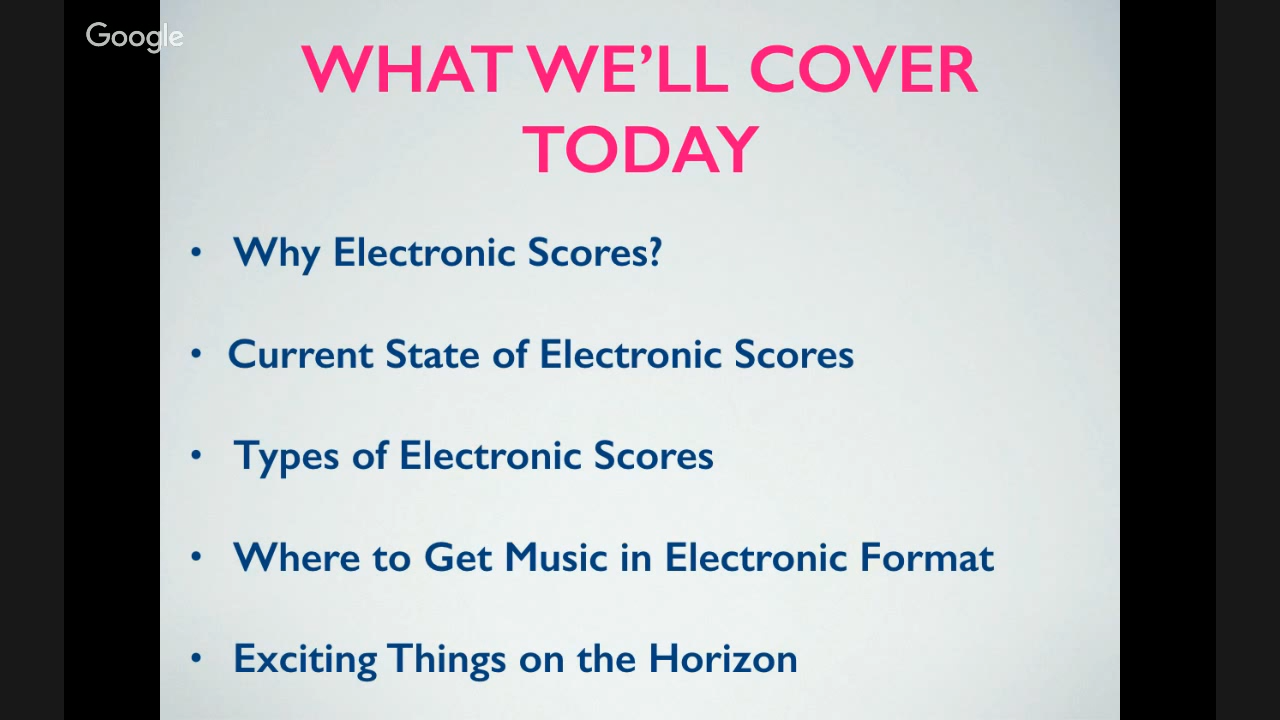 Google
WHAT WE'LL COVER
TODAY
• Why Electronic Scores?
• Current State of Electronic Scores
• Types of Electronic Scores
• Where to Get Music in Electronic Format
• Exciting Things on the Horizon